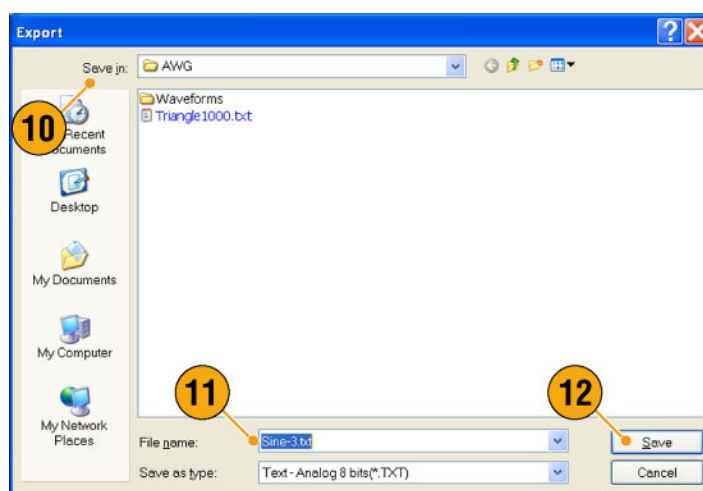 Export
Save in:
AWG
10
Recent
Documents
Desktop
My Documents
My Computer
My Network
Places
Waveforms
Triangle1000.txt
11
12
File name:
Sine-3.txt
Save
Save as type:
Text-Analog 8 bits(*.TXT)
Cancel